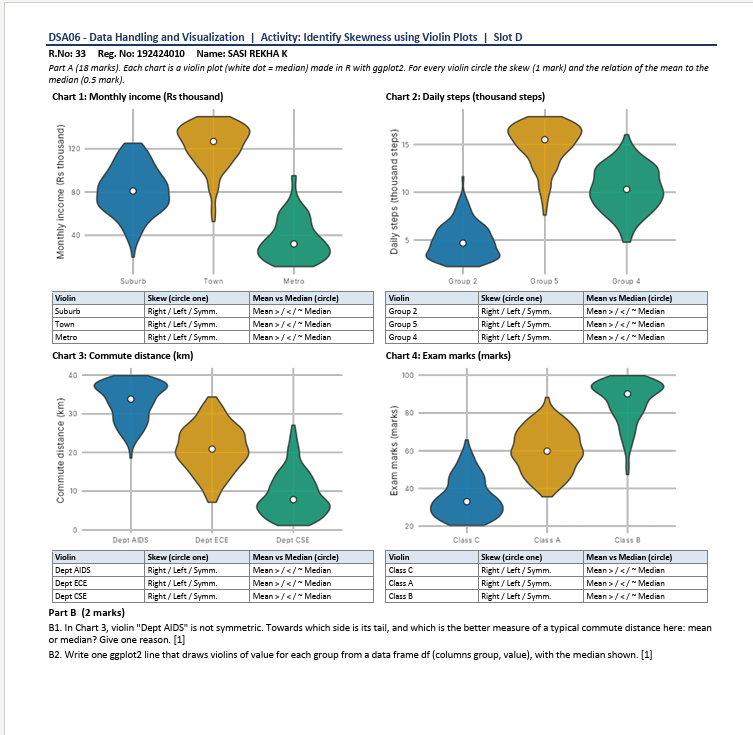 DSA06 - Data Handling and Visualization | Activity: Identify Skewness using Violin Plots | Slot D
R.No: 33 Reg. No: 192424010 Name: SASI REKHA K
Part A (18 marks). Each chart is a violin plot (white dot = median) made in R with ggplot2. For every violin circle the skew (1 mark) and the relation of the mean to the
median (0.5 mark).
Chart 1: Monthly income (Rs thousand)
Monthly income (Rs thousand)
120
80
40
Suburb Town Metro
Violin Skew (circle one) Mean vs Median (circle)
Suburb Right / Left / Symm. Mean > / < / ~ Median
Town Right / Left / Symm. Mean > / < / ~ Median
Metro Right / Left / Symm. Mean > / < / ~ Median
Chart 2: Daily steps (thousand steps)
Daily steps (thousand steps)
15
10
5
Group 2 Group 5 Group 4
Violin Skew (circle one) Mean vs Median (circle)
Group 2 Right / Left / Symm. Mean > / < / ~ Median
Group 5 Right / Left / Symm. Mean > / < / ~ Median
Group 4 Right / Left / Symm. Mean > / < / ~ Median
Chart 3: Commute distance (km)
Commute distance (km)
40
30
20
10
0
Dept AIDS Dept ECE Dept CSE
Violin Skew (circle one) Mean vs Median (circle)
Dept AIDS Right / Left / Symm. Mean > / < / ~ Median
Dept ECE Right / Left / Symm. Mean > / < / ~ Median
Dept CSE Right / Left / Symm. Mean > / < / ~ Median
Chart 4: Exam marks (marks)
Exam marks (marks)
100
80
60
40
20
Class C Class A Class B
Violin Skew (circle one) Mean vs Median (circle)
Class C Right / Left / Symm. Mean > / < / ~ Median
Class A Right / Left / Symm. Mean > / < / ~ Median
Class B Right / Left / Symm. Mean > / < / ~ Median
Part B (2 marks)
B1. In Chart 3, violin "Dept AIDS" is not symmetric. Towards which side is its tail, and which is the better measure of a typical commute distance here: mean
or median? Give one reason. [1]
B2. Write one ggplot2 line that draws violins of value for each group from a data frame df (columns group, value), with the median shown. [1]